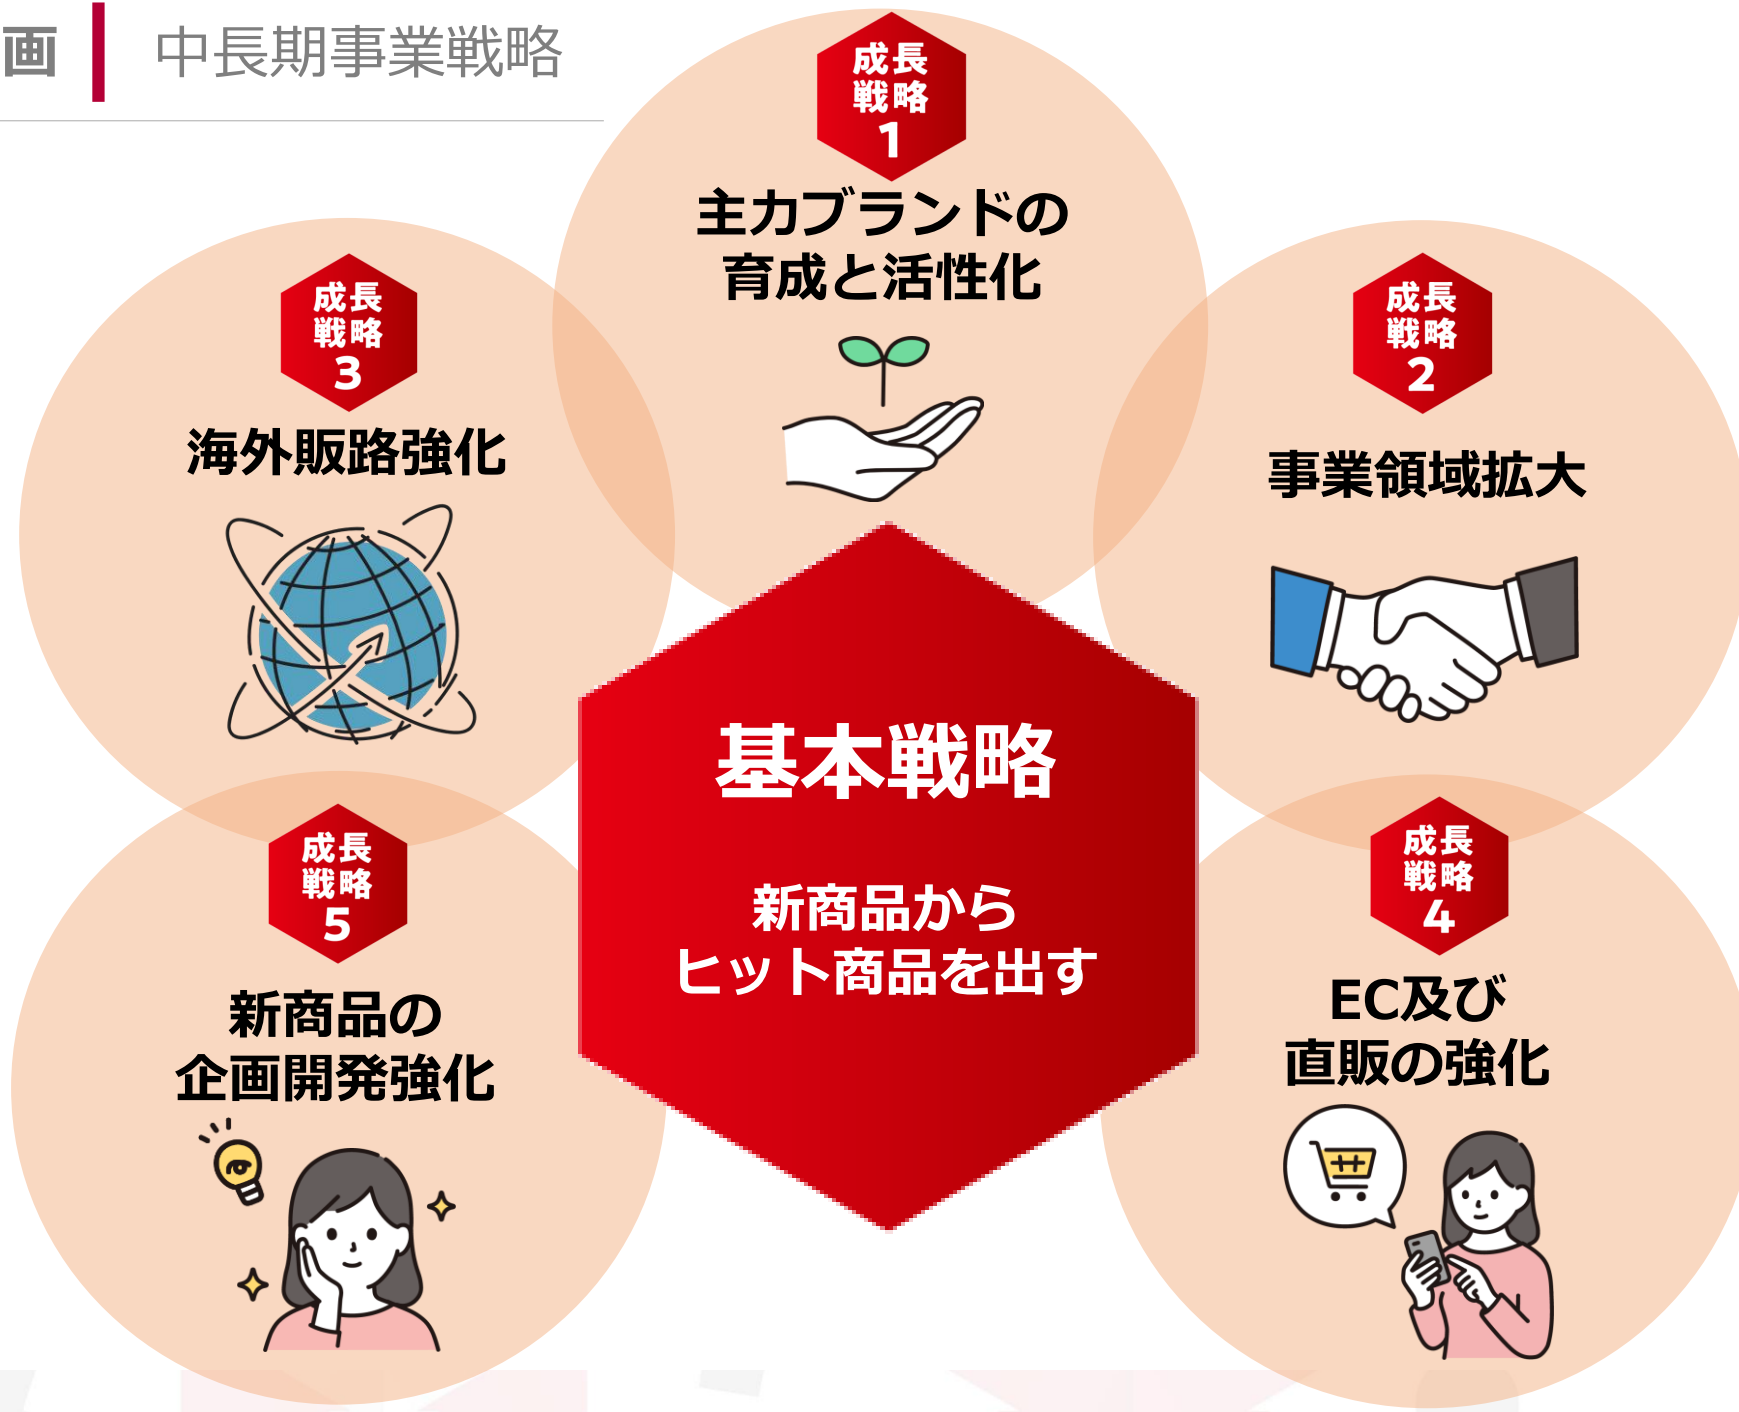 画 中長期事業戦略
成長
戦略
1
主力ブランドの
育成と活性化
成長
戦略
2
事業領域拡大
成長
戦略
3
海外販路強化
基本戦略
新商品から
ヒット商品を出す
成長
戦略
4
EC及び
直販の強化
成長
戦略
5
新商品の
企画開発強化